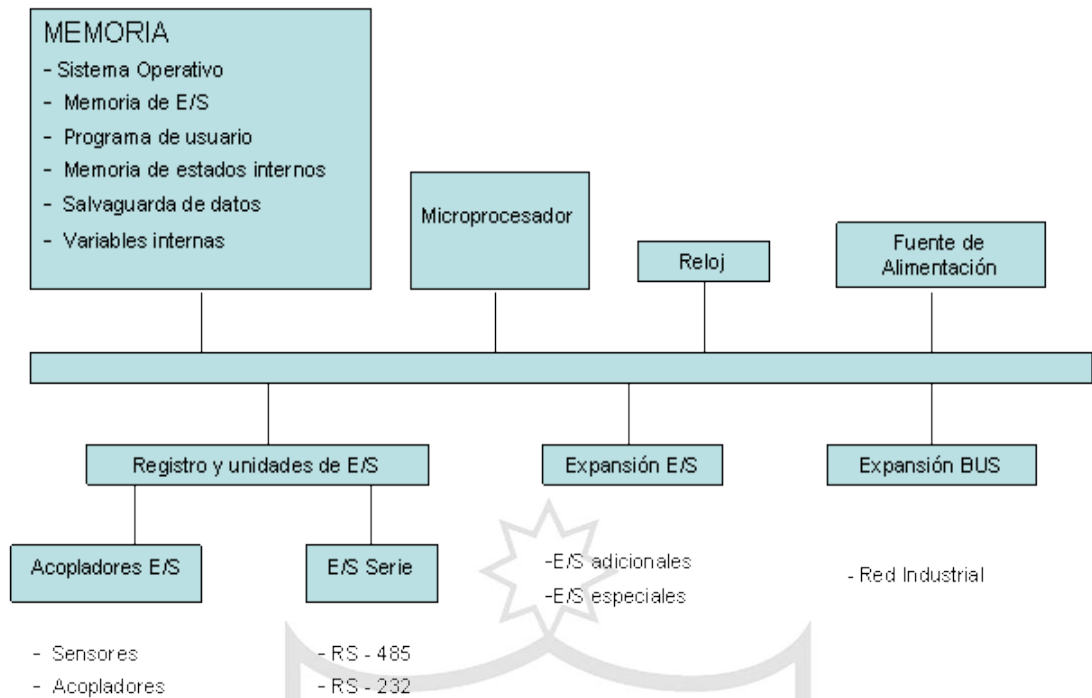 MEMORIA
- Sistema Operativo
- Memoria de E/S
- Programa de usuario
- Memoria de estados internos
- Salvaguarda de datos
- Variables internas
Microprocesador
Reloj
Fuente de
Alimentación
Registro y unidades de E/S
Expansión E/S
Expansión BUS
Acopladores E/S
E/S Serie
-E/S adicionales
-E/S especiales
- Red Industrial
- Sensores
- Acopladores
- RS - 485
- RS - 232